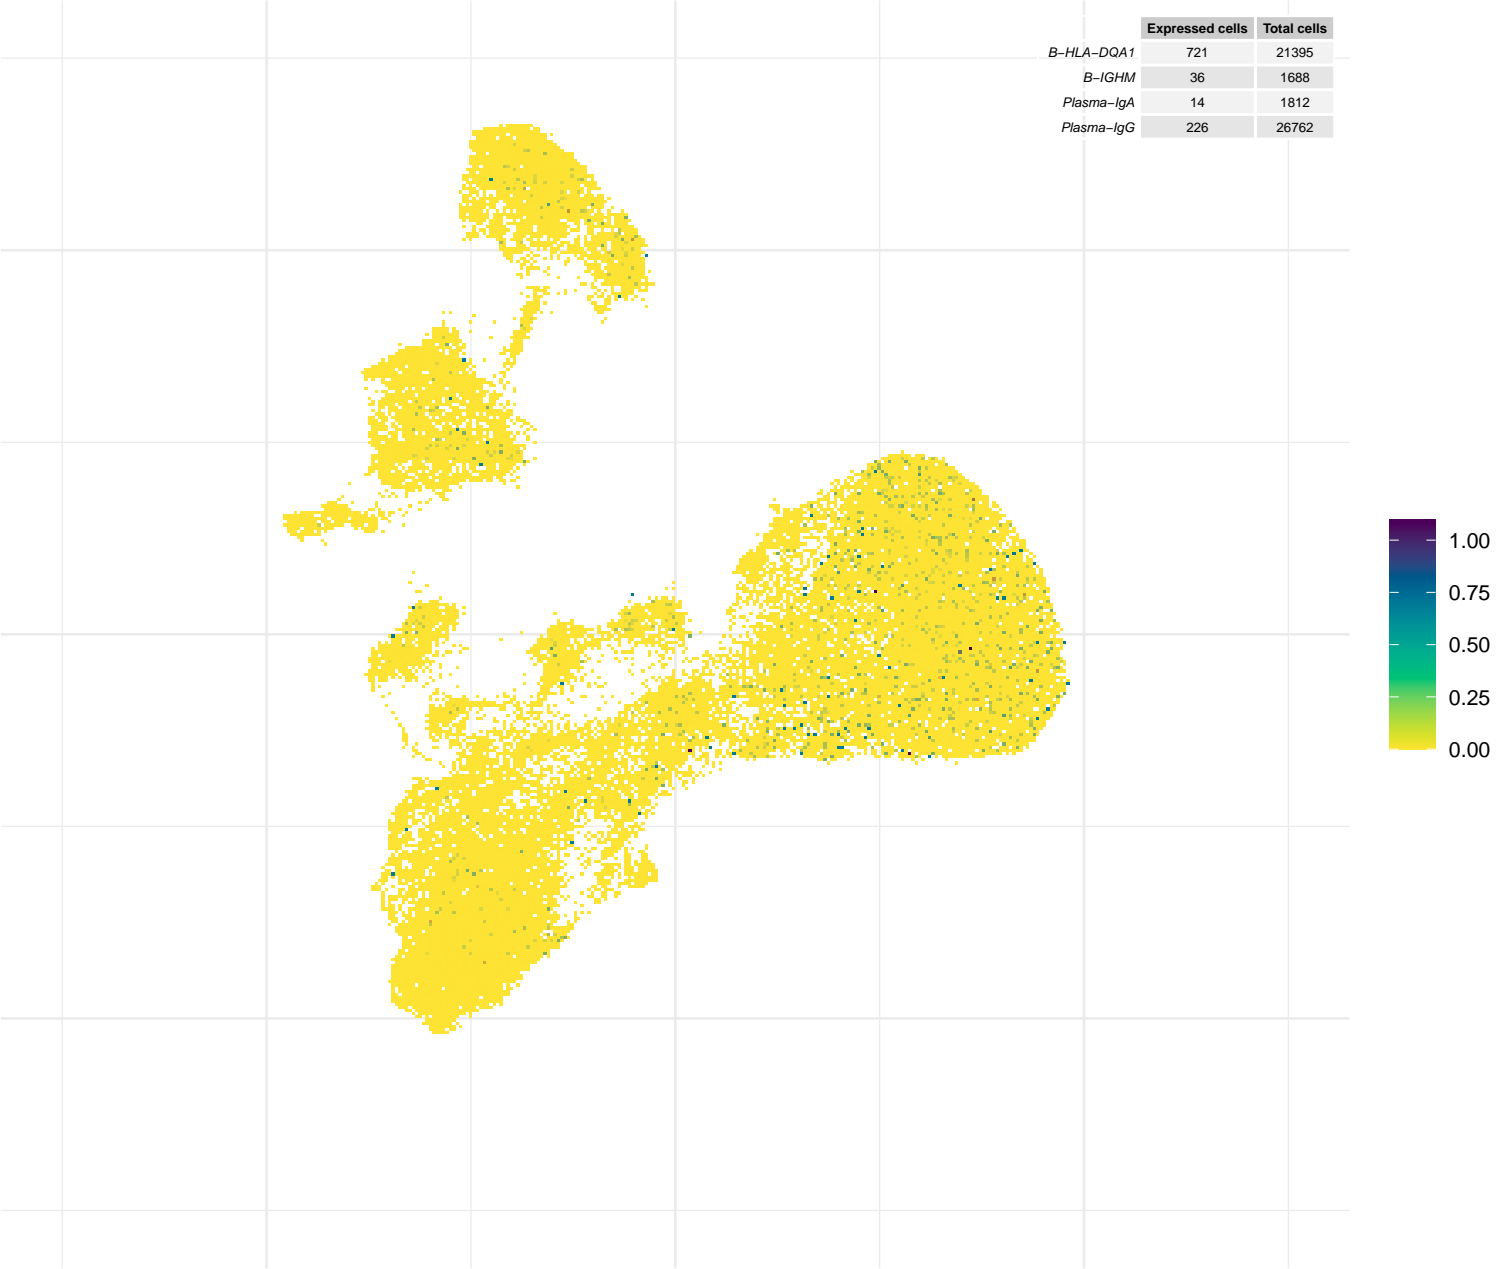 Expressed cells Total cells
B−HLA−DQA1 721 21395
B−IGHM 36 1688
Plasma−IgA 14 1812
Plasma−IgG 226 26762
1.00
0.75
0.50
0.25
0.00